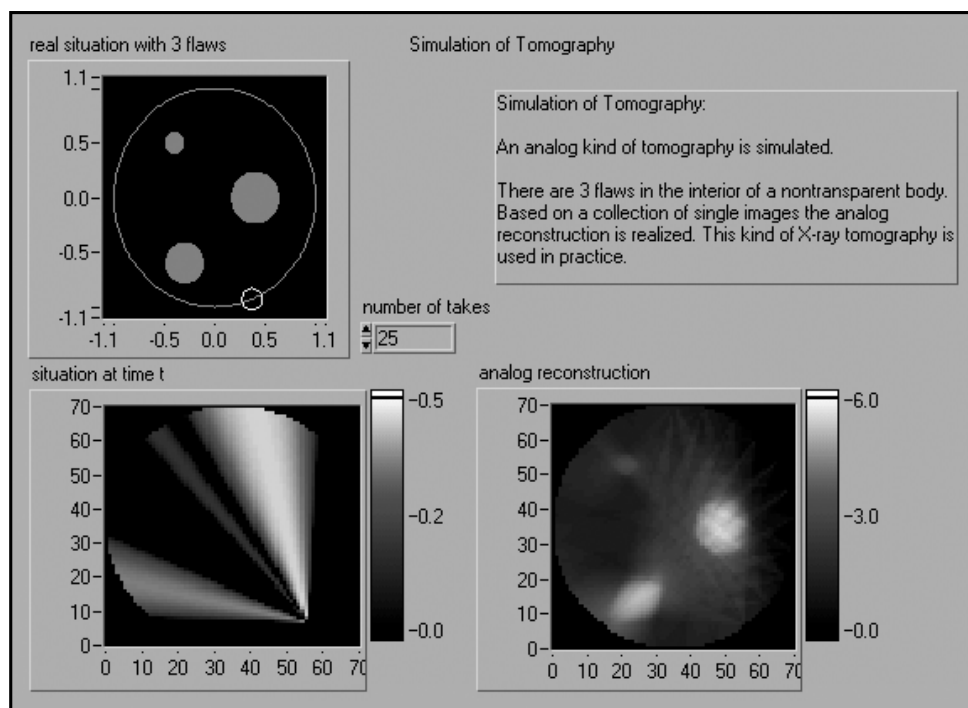 real situation with 3 flaws
Simulation of Tomography
1.1-
0.5-
0.0-
-0.5-
-1.1-
-1.1 -0.5 0.0 0.5 1.1
Simulation of Tomography:
An analog kind of tomography is simulated.
There are 3 flaws in the interior of a nontransparent body.
Based on a collection of single images the analog
reconstruction is realized. This kind of X-ray tomography is
used in practice.
number of takes
25
situation at time t
70-
60-
50-
40-
30-
20-
10-
0-
0 10 20 30 40 50 60 70
-0.5
-0.2
-0.0
analog reconstruction
70-
60-
50-
40-
30-
20-
10-
0-
0 10 20 30 40 50 60 70
-6.0
-3.0
-0.0